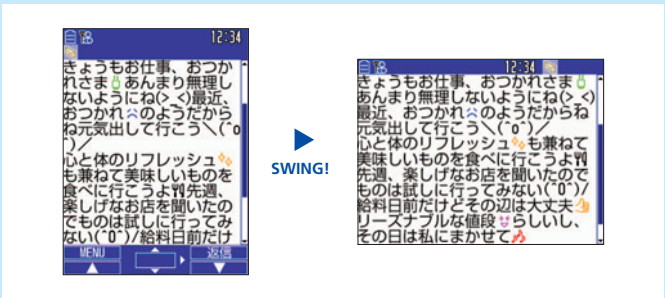 12:34
きょうもお仕事、おつか
れさまあんまり無理し
ないようにね(>_<)最近、
おつかれのようだから
ね元気出して行こう＼(^o
^)／
心と体のリフレッシュ
も兼ねて美味しいものを
食べに行こうよ🍴先週、
楽しげなお店を聞いたの
でものは試しに行ってみ
ない(^0^)/給料日前だけ
MENU 返信
SWING!
12:34
きょうもお仕事、おつかれさま
あんまり無理しないようにね(>_<)
最近、おつかれのようだからね
元気出して行こう＼(^o^)／
心と体のリフレッシュも兼ねて
美味しいものを食べに行こうよ🍴
先週、楽しげなお店を聞いたので
ものは試しに行ってみない(^0^)/
給料日前だけどその辺は大丈夫
リーズナブルな値段らしいし、
その日は私にまかせて